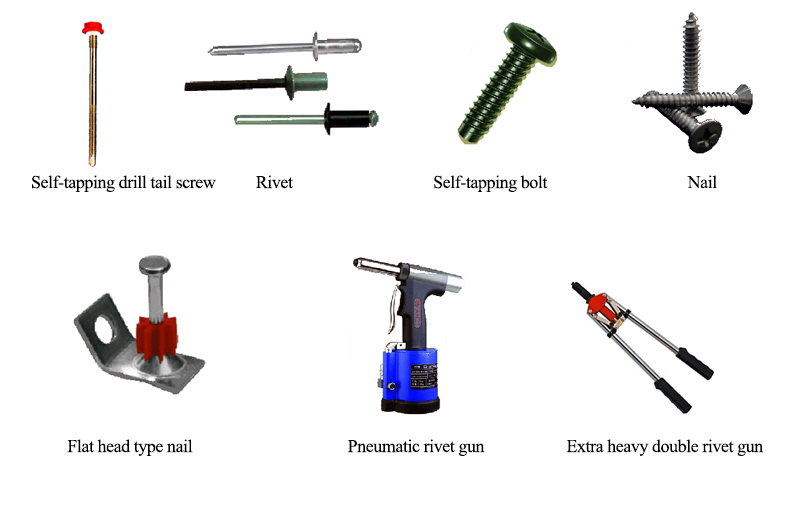 Self-tapping drill tail screw
Rivet
Self-tapping bolt
Nail
Flat head type nail
Pneumatic rivet gun
Extra heavy double rivet gun